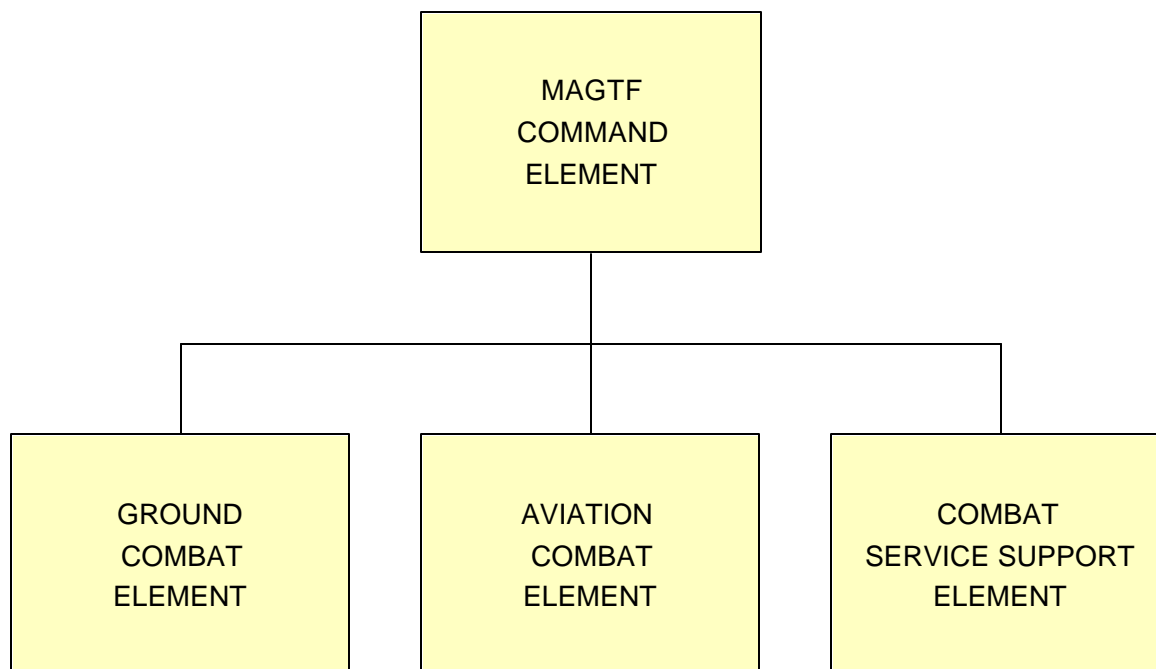 MAGTF
COMMAND
ELEMENT
GROUND
COMBAT
ELEMENT
AVIATION
COMBAT
ELEMENT
COMBAT
SERVICE SUPPORT
ELEMENT